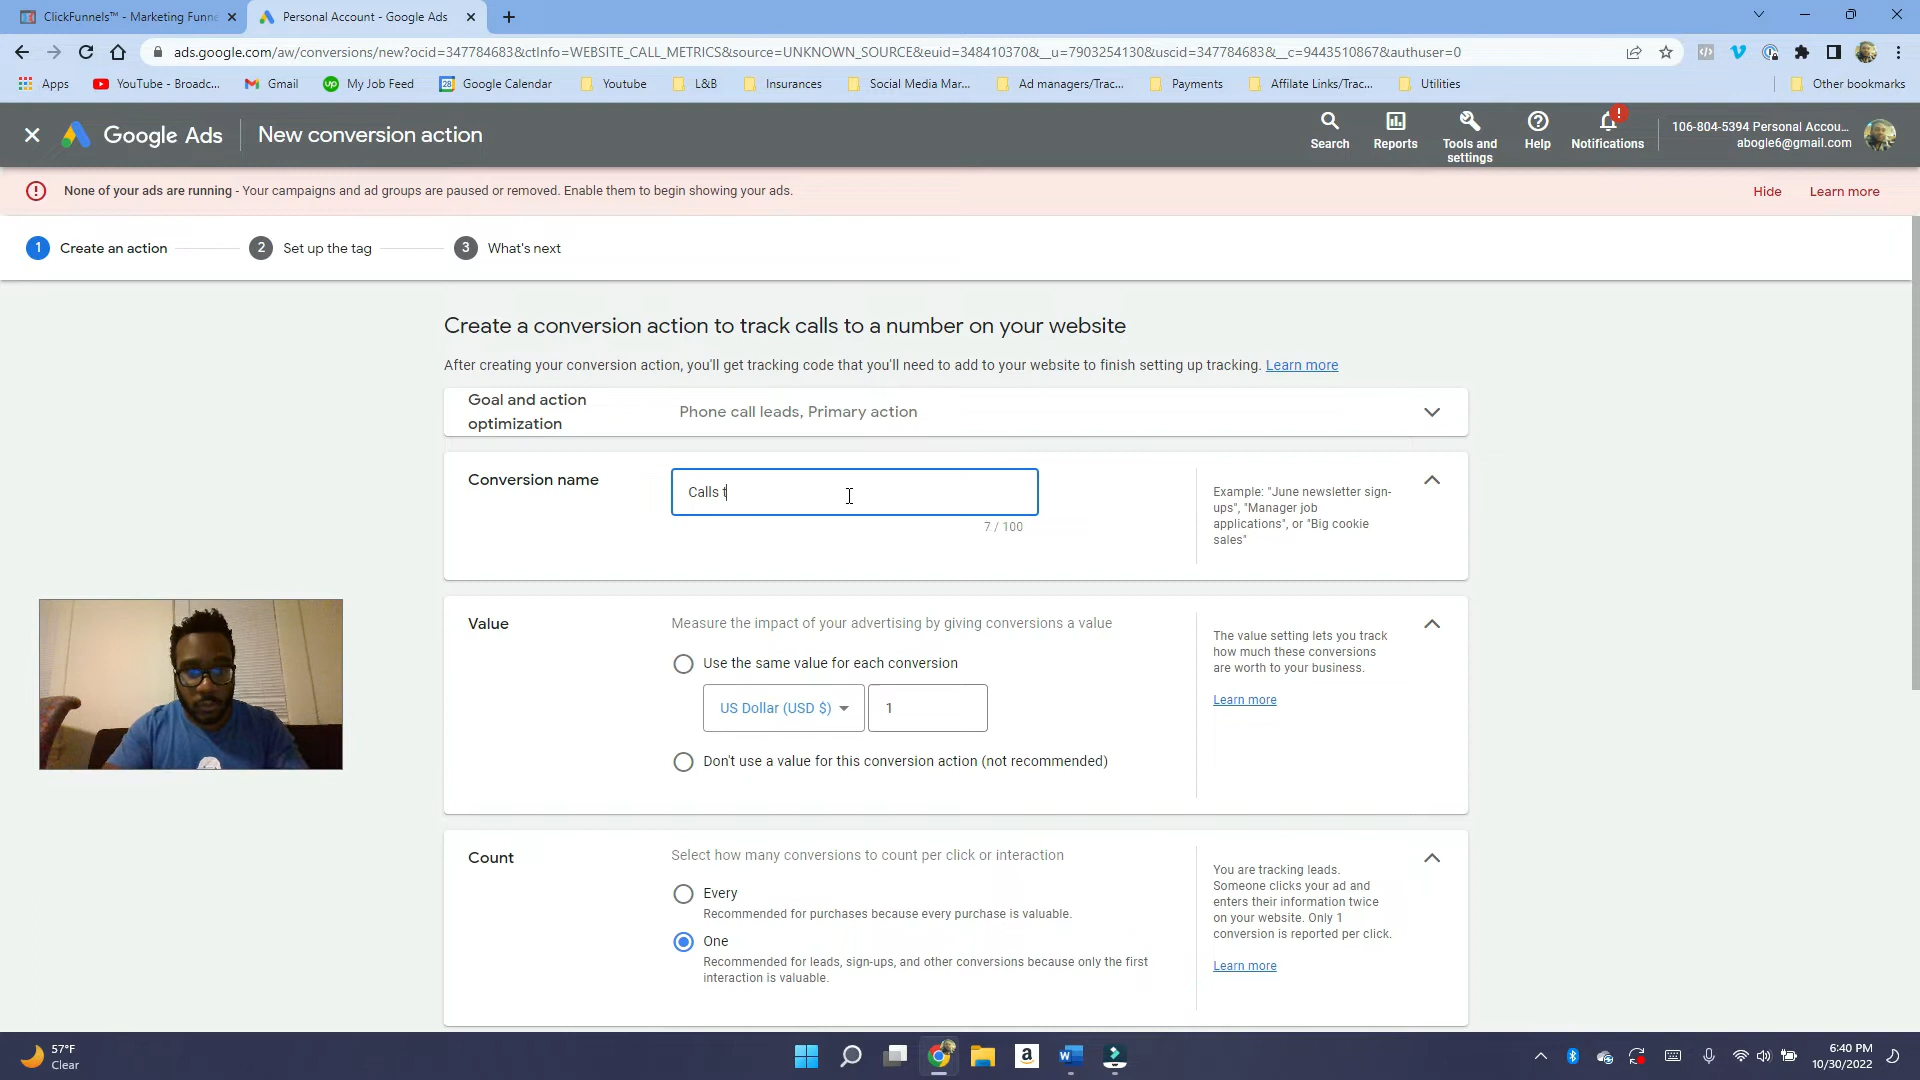 ClickFunnels™ - Marketing Funne
Personal Account - Google Ads
ads.google.com/aw/conversions/new?ocid=347784683&ctInfo=WEBSITE_CALL_METRICS&source=UNKNOWN_SOURCE&euid=348410370&__u=7903254130&uscid=347784683&__c=9443510867&authuser=0
Apps
YouTube - Broadc...
Gmail
My Job Feed
Google Calendar
Youtube
L&B
Insurances
Social Media Mar...
Ad managers/Trac...
Payments
Affilate Links/Trac...
Utilities
Other bookmarks
Google Ads
New conversion action
Search
Reports
Tools and
settings
Help
Notifications
106-804-5394 Personal Accou...
abogle6@gmail.com
None of your ads are running - Your campaigns and ad groups are paused or removed. Enable them to begin showing your ads.
Hide
Learn more
1 Create an action
2 Set up the tag
3 What's next
Create a conversion action to track calls to a number on your website
After creating your conversion action, you'll get tracking code that you'll need to add to your website to finish setting up tracking. Learn more
Goal and action
optimization
Phone call leads, Primary action
Conversion name
Calls t
7 / 100
Example: "June newsletter sign-
ups", "Manager job
applications", or "Big cookie
sales"
Value
Measure the impact of your advertising by giving conversions a value
Use the same value for each conversion
US Dollar (USD $)
1
Don't use a value for this conversion action (not recommended)
The value setting lets you track
how much these conversions
are worth to your business.
Learn more
Count
Select how many conversions to count per click or interaction
Every
Recommended for purchases because every purchase is valuable.
One
Recommended for leads, sign-ups, and other conversions because only the first
interaction is valuable.
You are tracking leads.
Someone clicks your ad and
enters their information twice
on your website. Only 1
conversion is reported per click.
Learn more
57°F
Clear
6:40 PM
10/30/2022